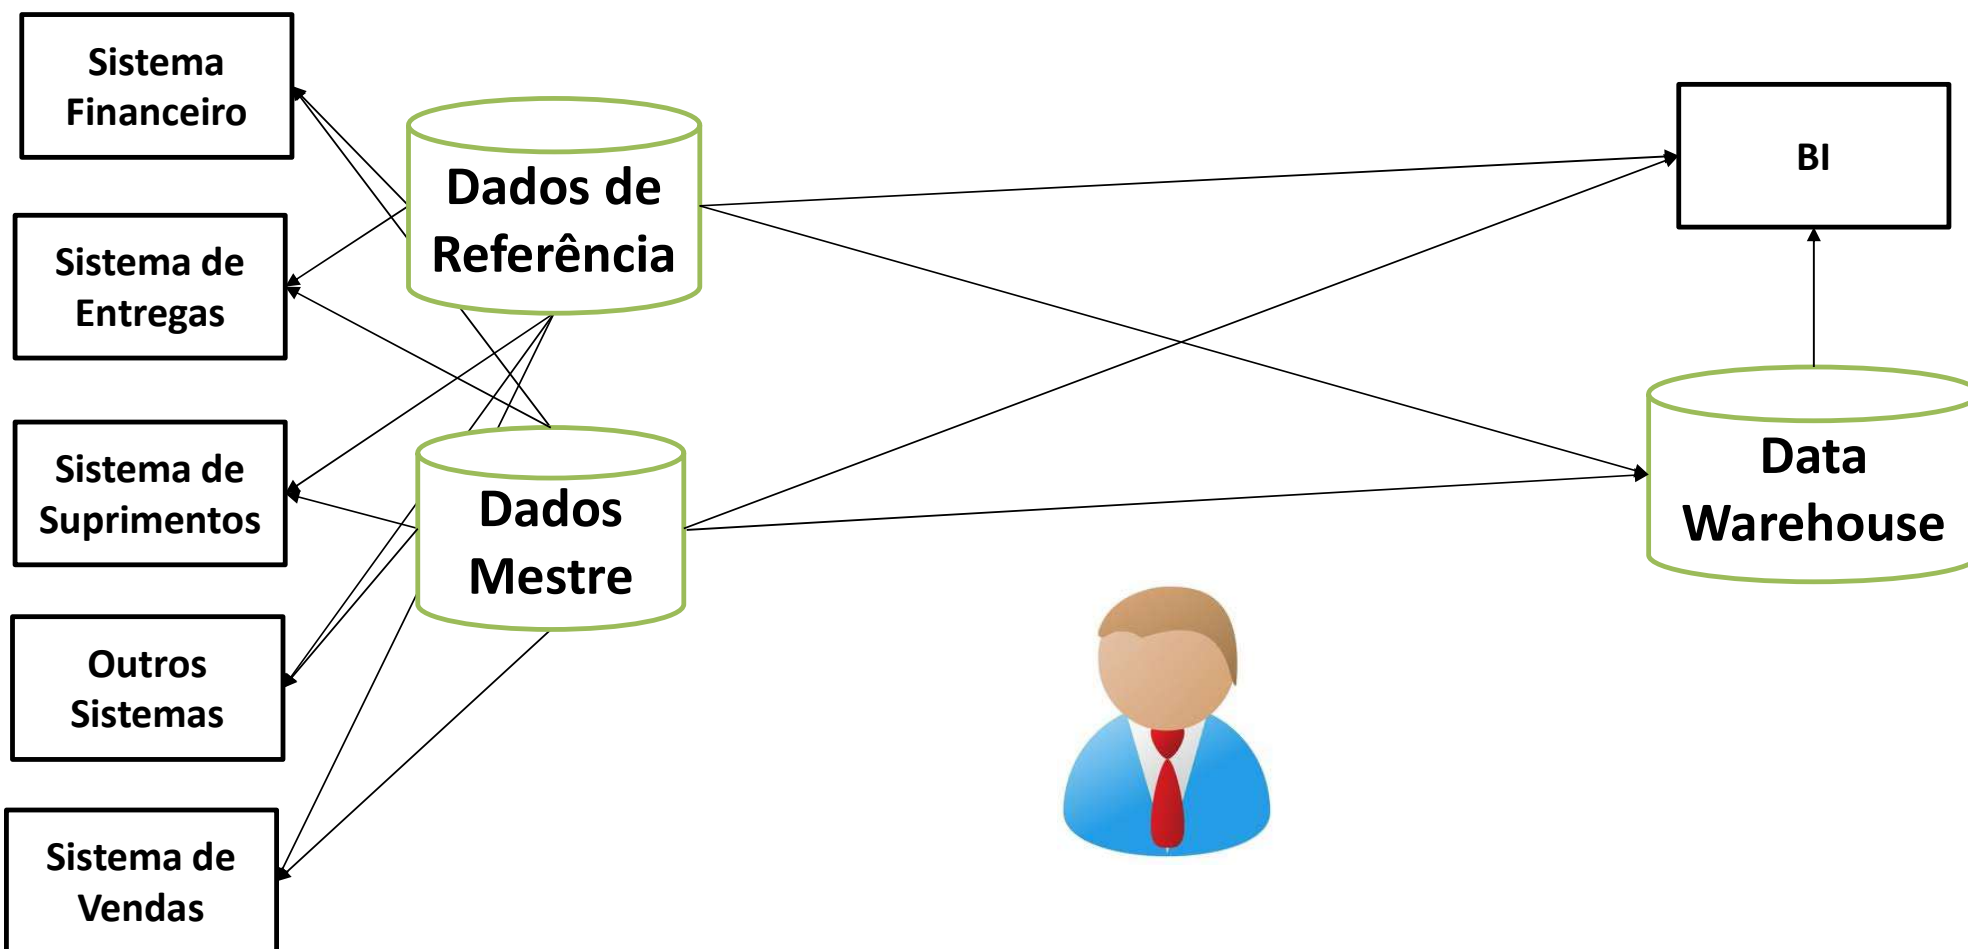 Sistema
Financeiro
Sistema de
Entregas
Sistema de
Suprimentos
Outros
Sistemas
Sistema de
Vendas
Dados de
Referência
Dados
Mestre
BI
Data
Warehouse